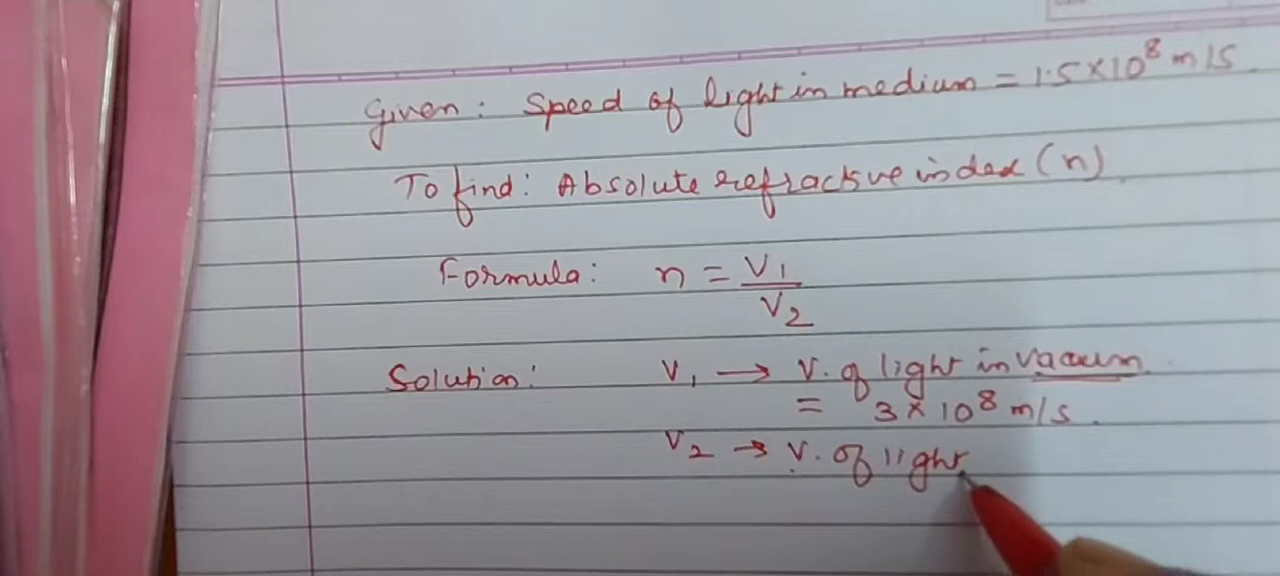 Given: Speed of light in medium = 1.5×10⁸ m/s.
To find: Absolute refractive index (n)
Formula: n = V₁/V₂
Solution: V₁ → V. of light in vacuum.
= 3×10⁸ m/s.
V₂ → V. of light